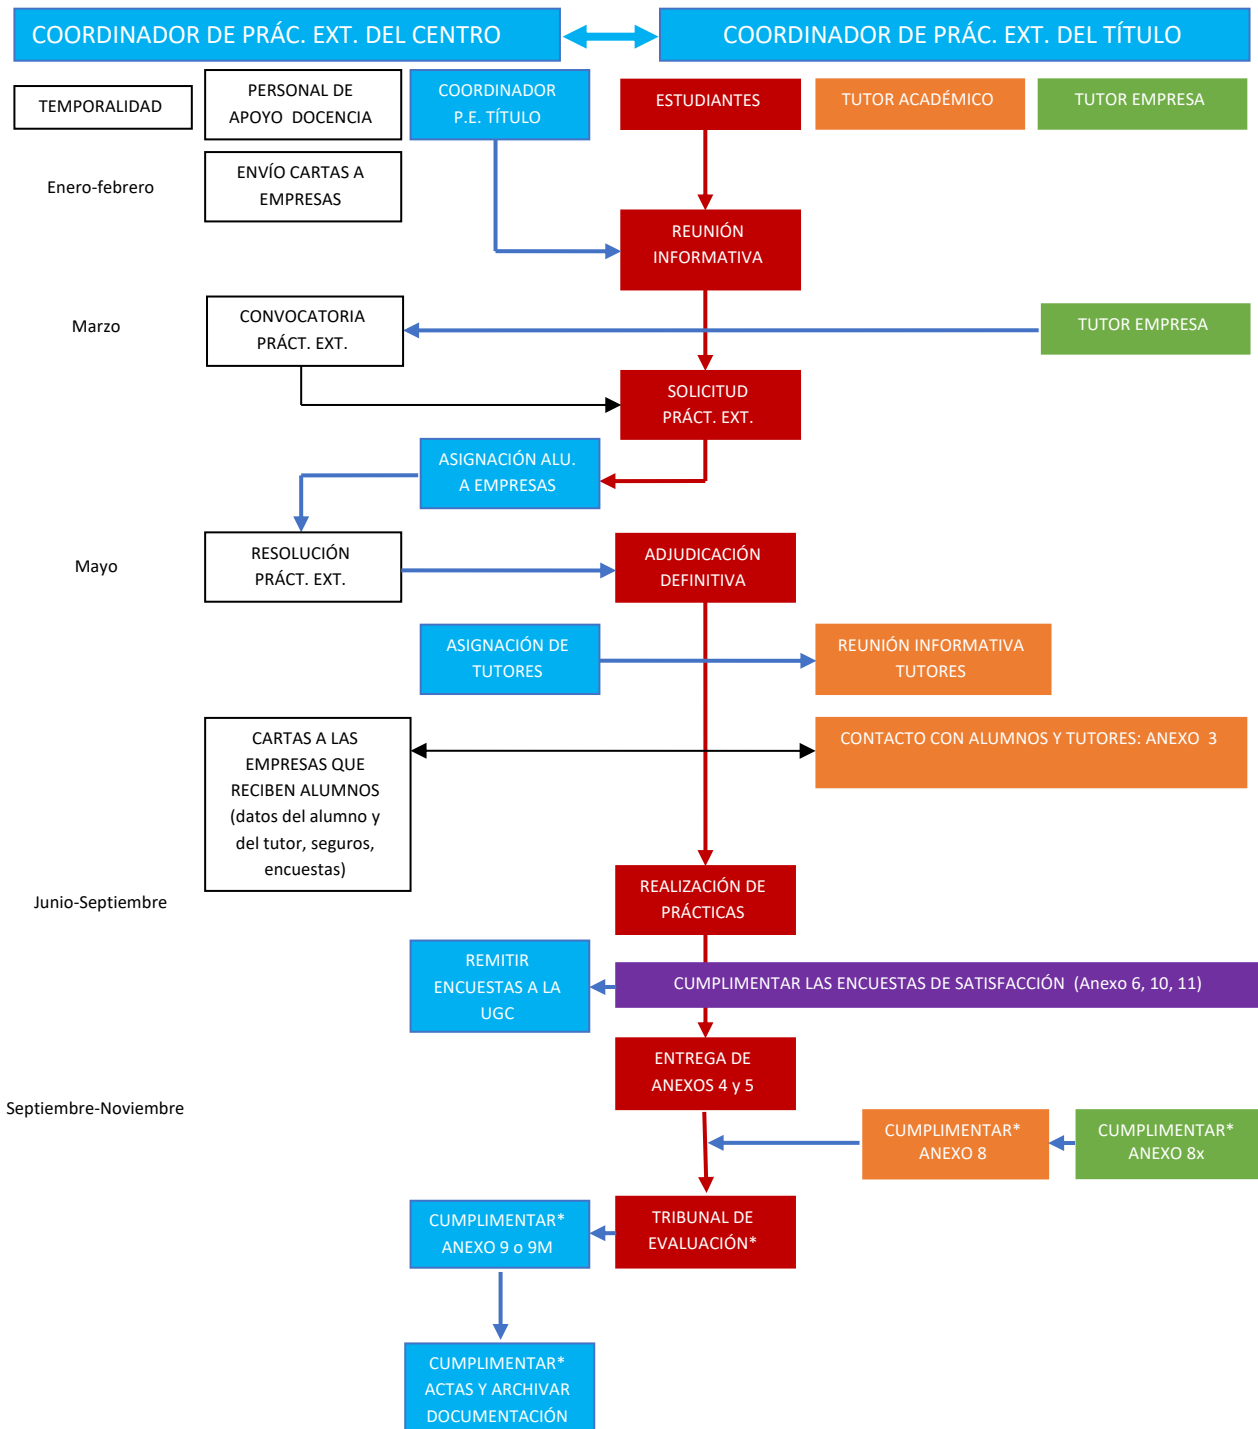 COORDINADOR DE PRÁC. EXT. DEL CENTRO
COORDINADOR DE PRÁC. EXT. DEL TÍTULO
TEMPORALIDAD
PERSONAL DE
APOYO DOCENCIA
COORDINADOR
P.E. TÍTULO
ESTUDIANTES
TUTOR ACADÉMICO
TUTOR EMPRESA
Enero-febrero
ENVÍO CARTAS A
EMPRESAS
REUNIÓN
INFORMATIVA
Marzo
CONVOCATORIA
PRÁCT. EXT.
TUTOR EMPRESA
SOLICITUD
PRÁCT. EXT.
ASIGNACIÓN ALU.
A EMPRESAS
Mayo
RESOLUCIÓN
PRÁCT. EXT.
ADJUDICACIÓN
DEFINITIVA
ASIGNACIÓN DE
TUTORES
REUNIÓN INFORMATIVA
TUTORES
CARTAS A LAS
EMPRESAS QUE
RECIBEN ALUMNOS
(datos del alumno y
del tutor, seguros,
encuestas)
CONTACTO CON ALUMNOS Y TUTORES: ANEXO 3
Junio-Septiembre
REALIZACIÓN DE
PRÁCTICAS
REMITIR
ENCUESTAS A LA
UGC
CUMPLIMENTAR LAS ENCUESTAS DE SATISFACCIÓN (Anexo 6, 10, 11)
ENTREGA DE
ANEXOS 4 y 5
Septiembre-Noviembre
CUMPLIMENTAR*
ANEXO 8
CUMPLIMENTAR*
ANEXO 8x
CUMPLIMENTAR*
ANEXO 9 o 9M
TRIBUNAL DE
EVALUACIÓN*
CUMPLIMENTAR*
ACTAS Y ARCHIVAR
DOCUMENTACIÓN